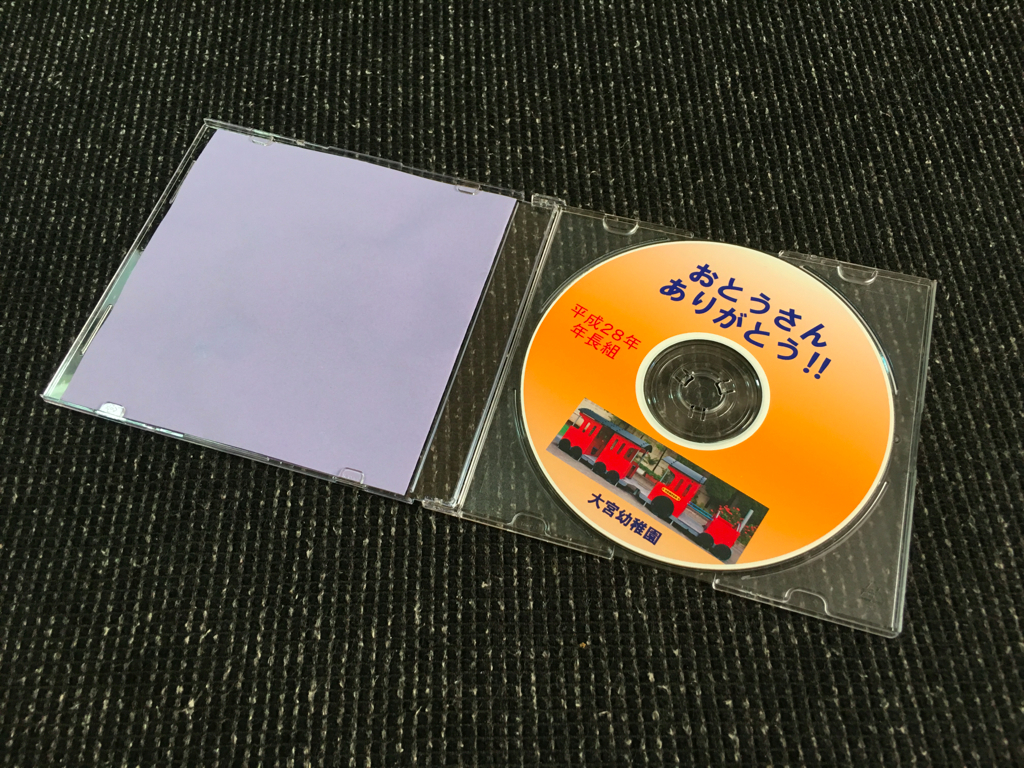 おとうさん
ありがとう!!
平成28年
年長組
大宮幼稚園